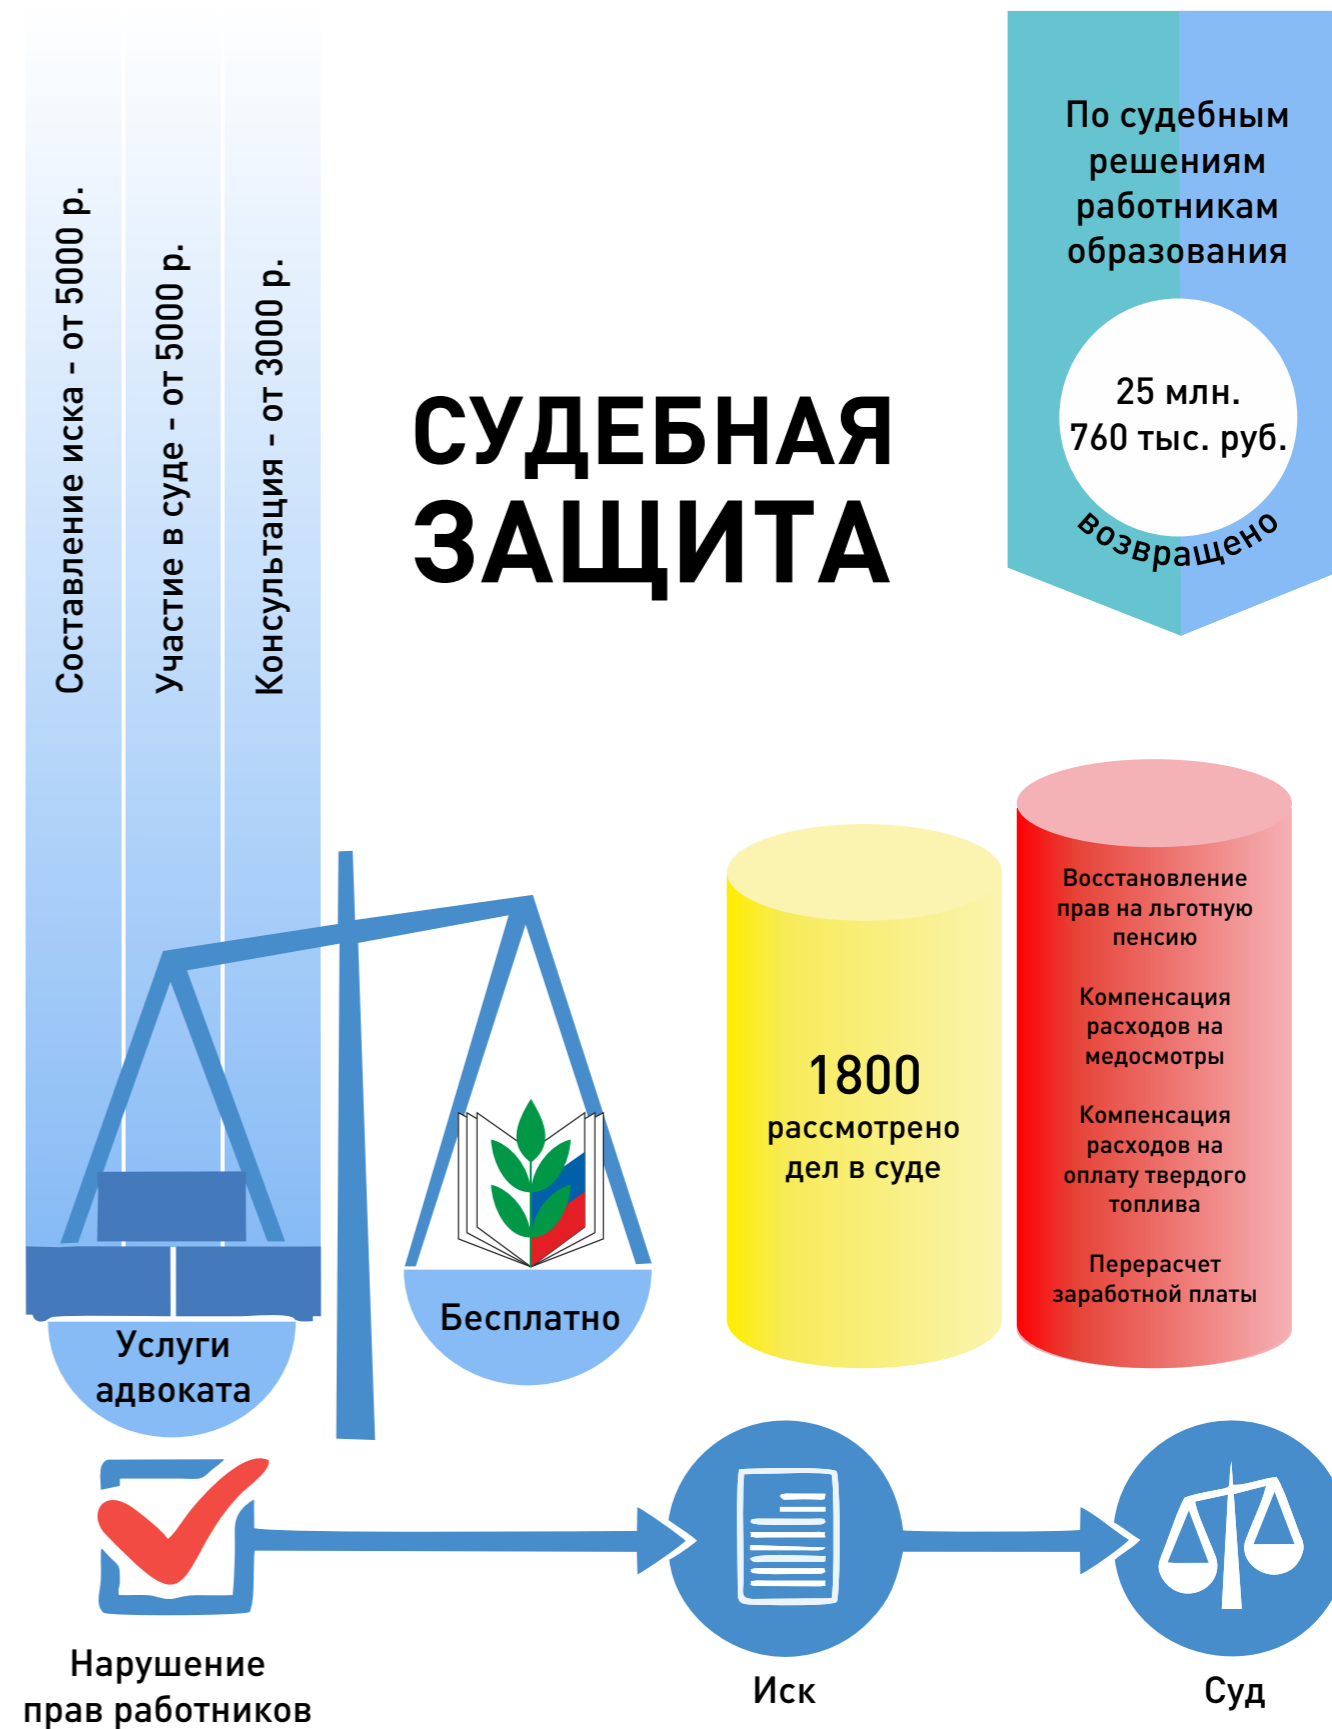 Составление иска - от 5000 р.
Участие в суде - от 5000 р.
Консультация - от 3000 р.
СУДЕБНАЯ
ЗАЩИТА
По судебным
решениям
работникам
образования
25 млн.
760 тыс. руб.
возвращено
Услуги
адвоката
Бесплатно
1800
рассмотрено
дел в суде
Восстановление
прав на льготную
пенсию
Компенсация
расходов на
медосмотры
Компенсация
расходов на
оплату твердого
топлива
Перерасчет
заработной платы
Нарушение
прав работников
Иск
Суд